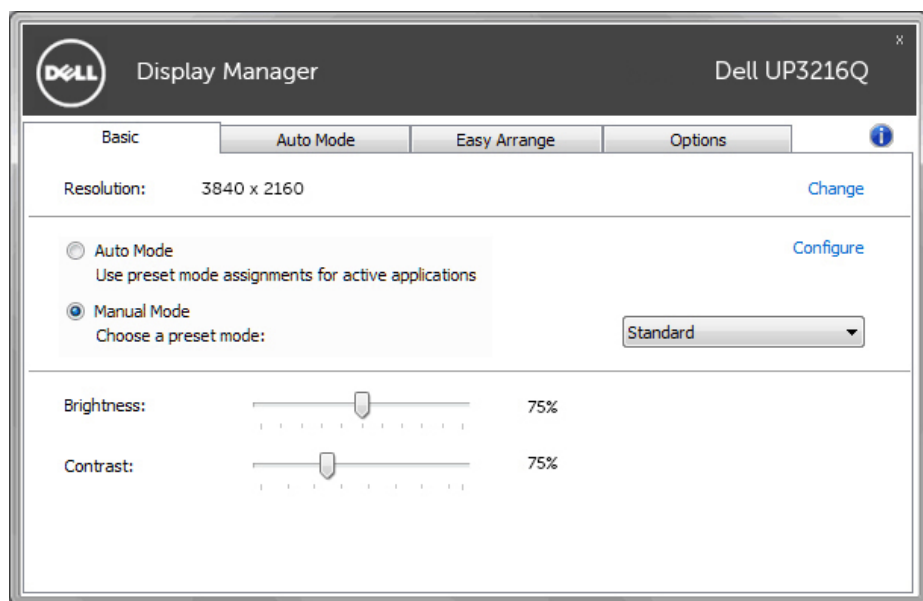 x
DELL Display Manager Dell UP3216Q
Basic Auto Mode Easy Arrange Options i
Resolution: 3840 x 2160 Change
Auto Mode Configure
Use preset mode assignments for active applications
Manual Mode
Choose a preset mode: Standard
Brightness: 75%
Contrast: 75%